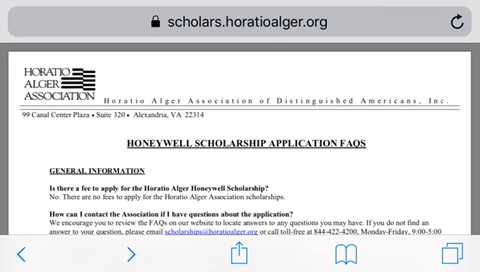 scholars.horatioalger.org
HORATIO
ALGER
ASSOCIATION
Horatio Alger Association of Distinguished Americans, Inc.
99 Canal Center Plaza • Suite 320 • Alexandria, VA 22314
HONEYWELL SCHOLARSHIP APPLICATION FAQS
GENERAL INFORMATION
Is there a fee to apply for the Horatio Alger Honeywell Scholarship?
No. There are no fees to apply for the Horatio Alger Association scholarships.
How can I contact the Association if I have questions about the application?
We encourage you to review the FAQs on our website to locate answers to any questions you may have. If you do not find an
answer to your question, please email scholarships@horatioalger.org or call toll-free at 844-422-4200, Monday-Friday, 9:00-5:00